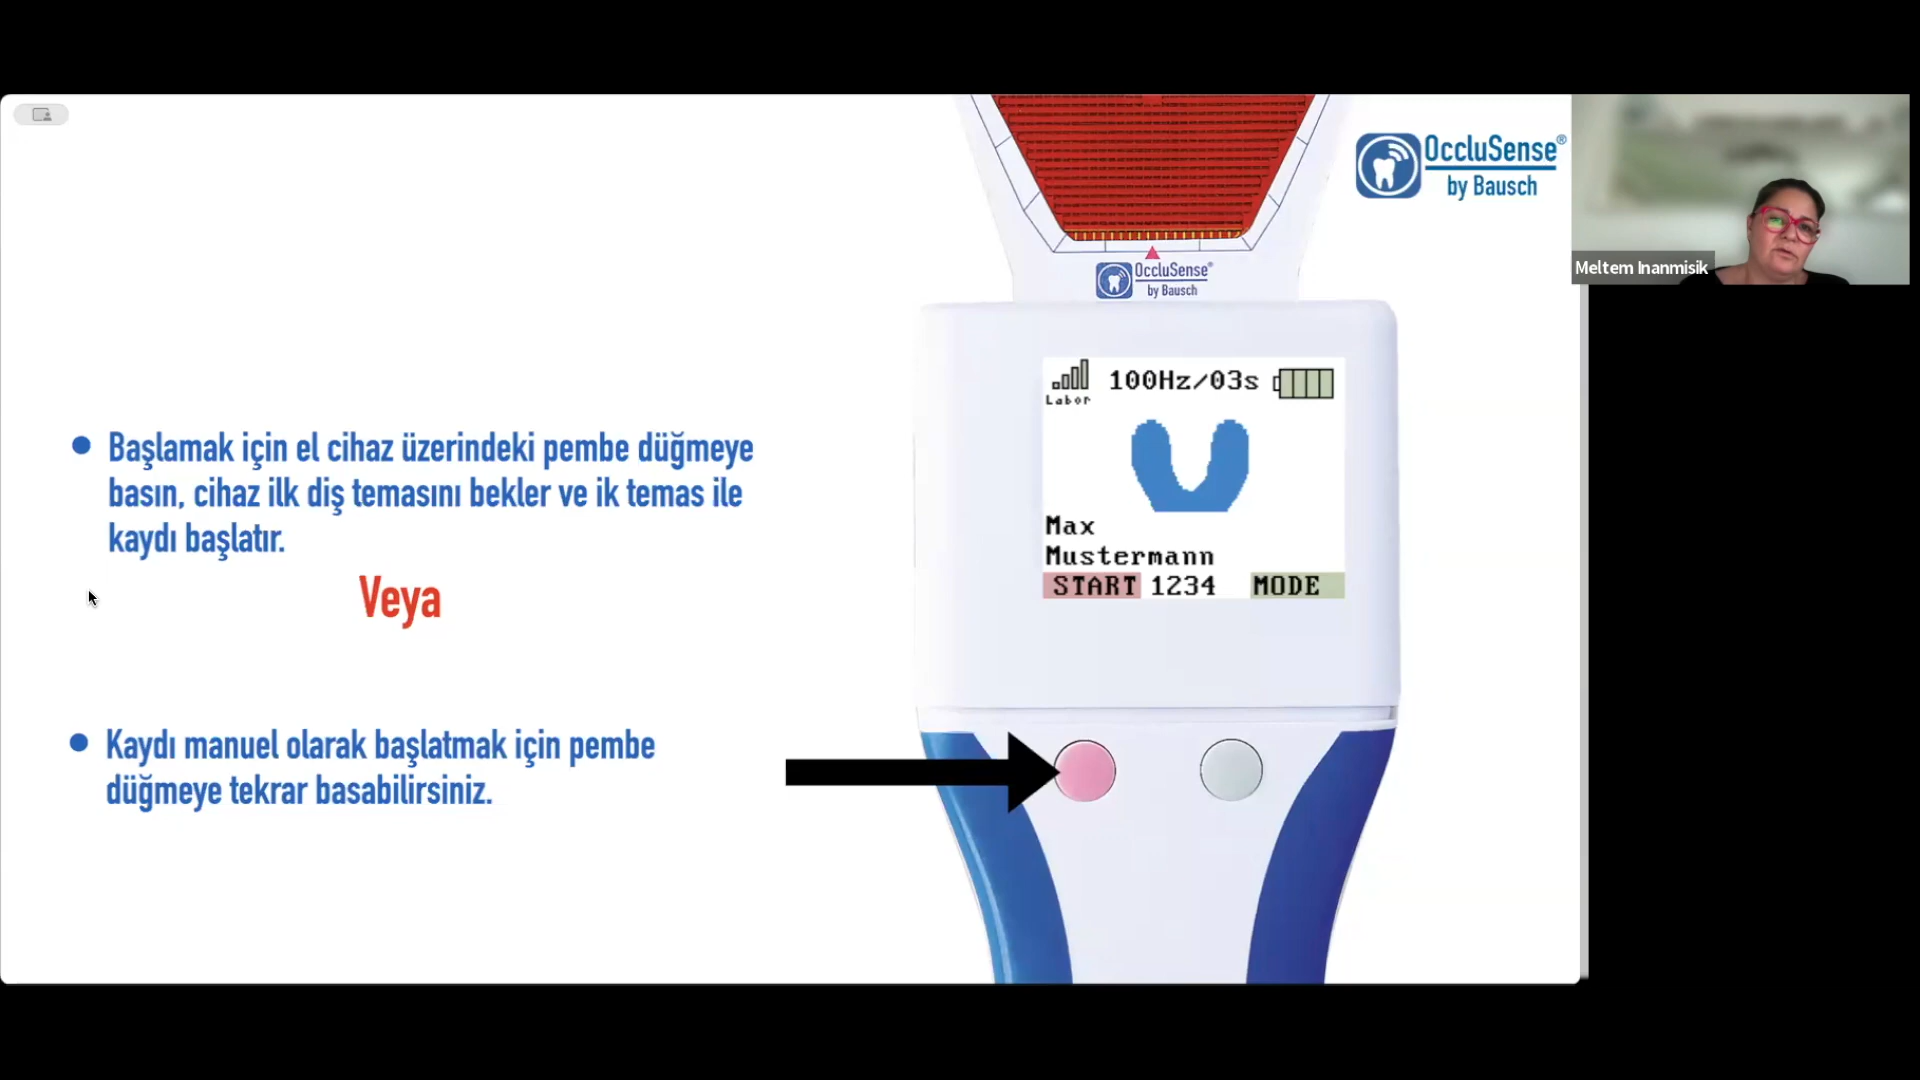 OccluSense®
by Bausch
OccluSense®
by Bausch
Meltem Inanmisik
100Hz/03s
Labor
Max
Mustermann
START 1234 MODE
Başlamak için el cihaz üzerindeki pembe düğmeye
basın, cihaz ilk diş temasını bekler ve ik temas ile
kaydı başlatır.
Veya
Kaydı manuel olarak başlatmak için pembe
düğmeye tekrar basabilirsiniz.